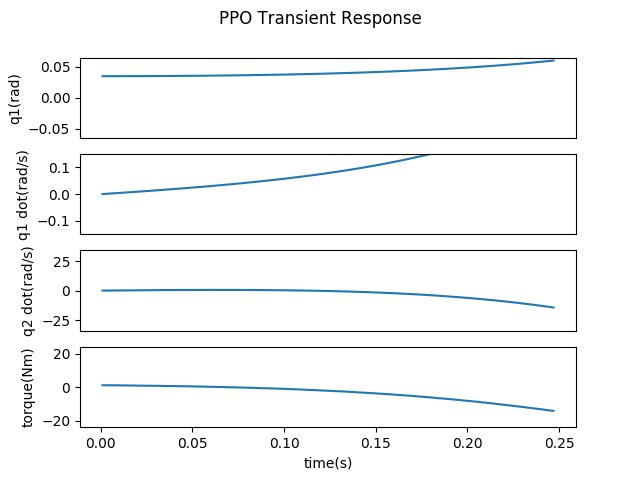 PPO Transient Response
q1(rad)
0.05
0.00
−0.05
q1 dot(rad/s)
0.1
0.0
−0.1
q2 dot(rad/s)
25
0
−25
torque(Nm)
20
0
−20
0.00 0.05 0.10 0.15 0.20 0.25
time(s)